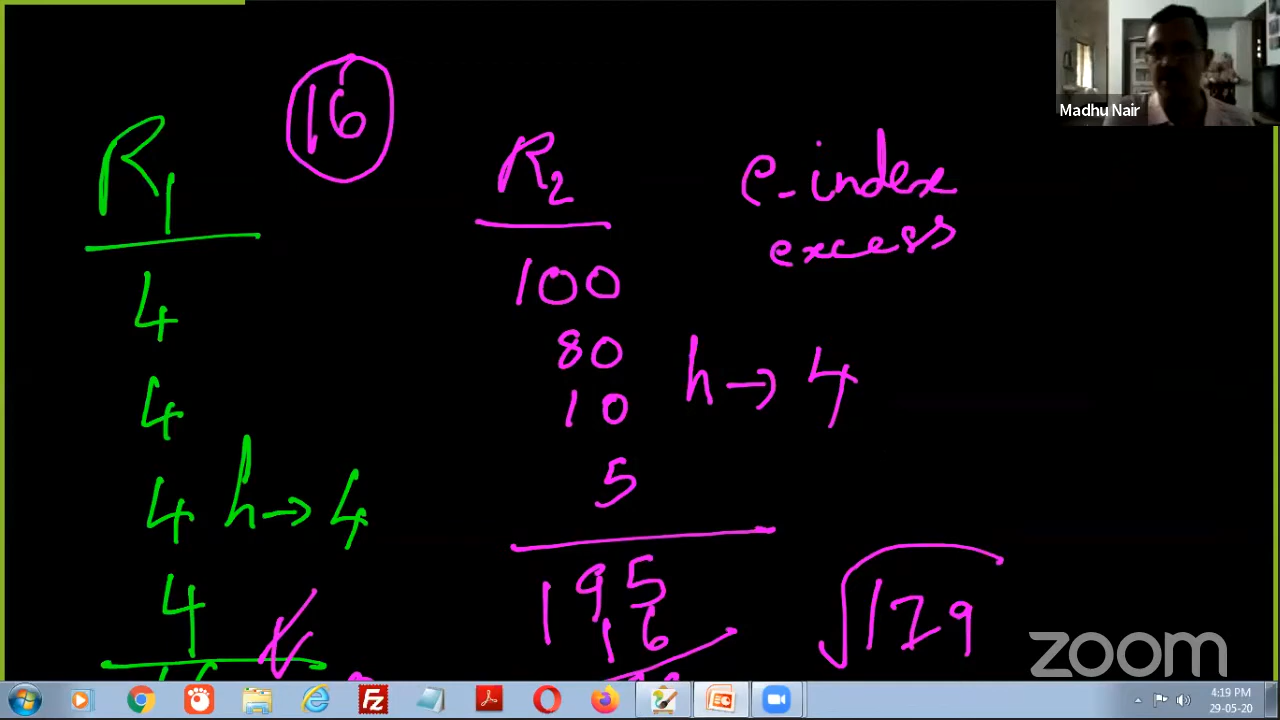 Madhu Nair
16
R1
4
4
4 h→4
4
R2
100
80
10
5
h→4
195
16
e-index
excess
√179
zoom
4:19 PM
29-05-20